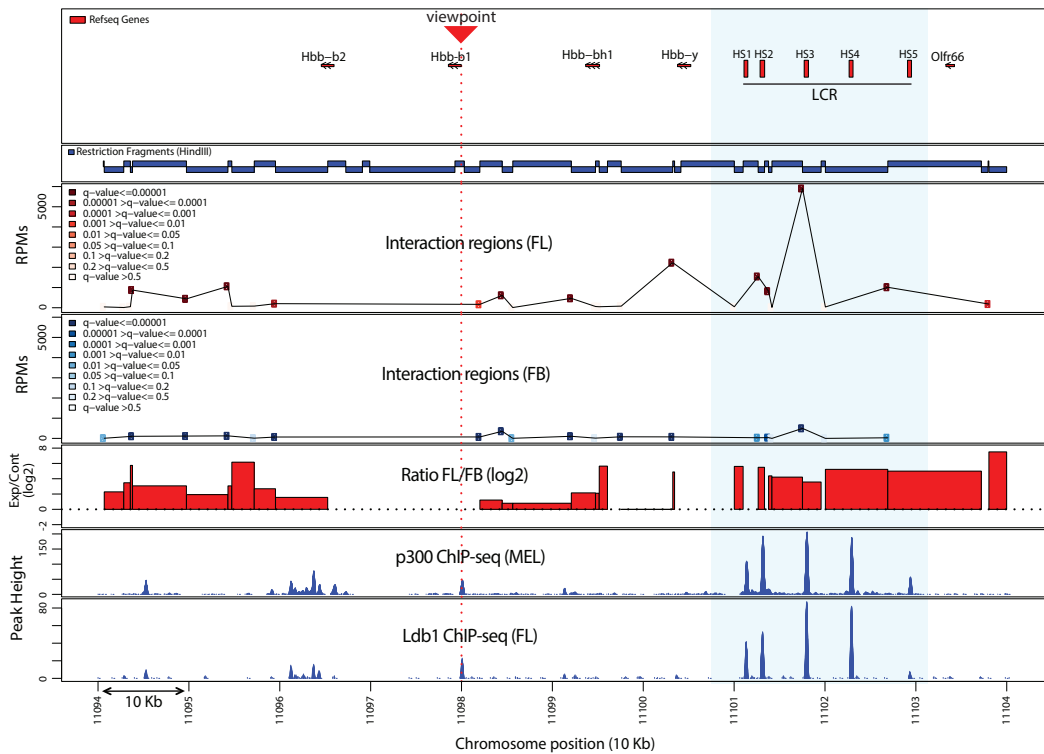 viewpoint
Refseq Genes
Hbb−b2
Hbb−b1
Hbb−bh1
Hbb−y
HS1
HS2
HS3
HS4
HS5
Olfr66
LCR
Restriction Fragments (HindIII)
RPMs
5000
0
q−value<=0.00001
0.00001 >q−value<= 0.0001
0.0001 >q−value<= 0.001
0.001 >q−value<= 0.01
0.01 >q−value<= 0.05
0.05 >q−value<= 0.1
0.1 >q−value<= 0.2
0.2 >q−value<= 0.5
q−value >0.5
Interaction regions (FL)
RPMs
5000
0
q−value<=0.00001
0.00001 >q−value<= 0.0001
0.0001 >q−value<= 0.001
0.001 >q−value<= 0.01
0.01 >q−value<= 0.05
0.05 >q−value<= 0.1
0.1 >q−value<= 0.2
0.2 >q−value<= 0.5
q−value >0.5
Interaction regions (FB)
Exp/Cont
(log2)
8
0
-2
Ratio FL/FB (log2)
Peak Height
150
0
p300 ChIP-seq (MEL)
80
0
Ldb1 ChIP-seq (FL)
10 Kb
11094
11095
11096
11097
11098
11099
11100
11101
11102
11103
11104
Chromosome position (10 Kb)